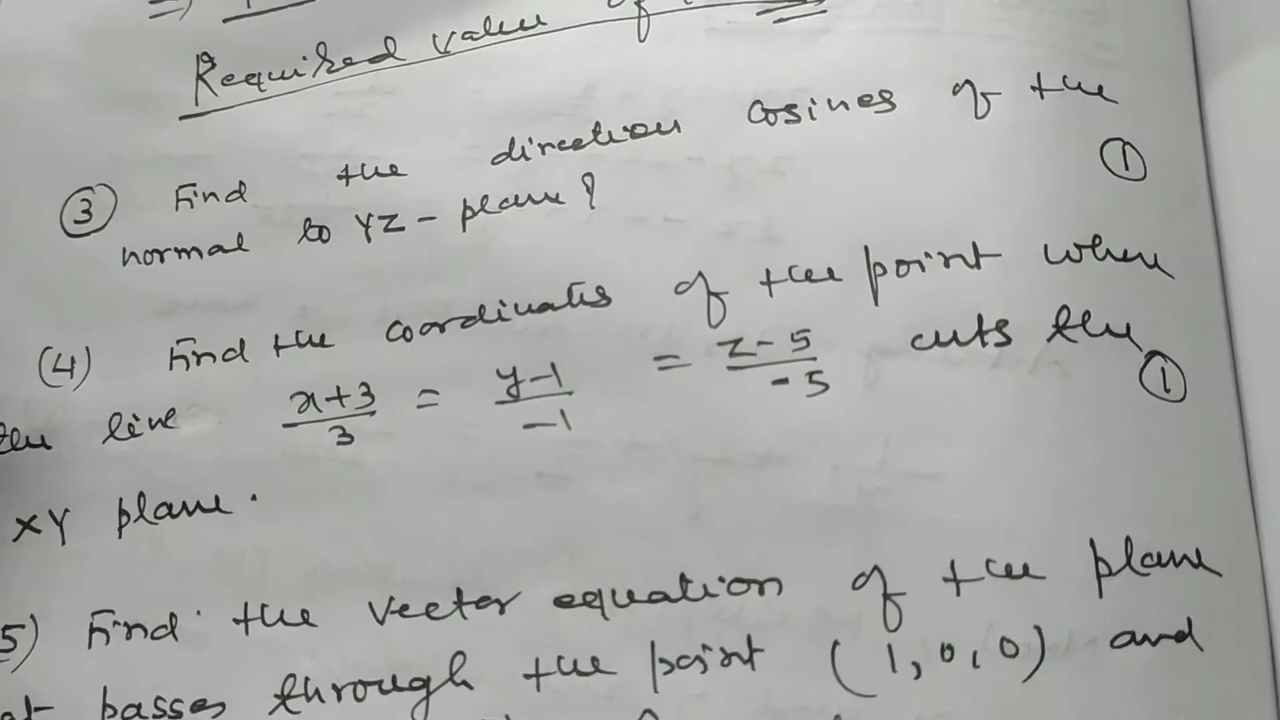 Required value of
(3) Find the direction cosines of the
normal to YZ-plane? (1)
(4) Find the coordinates of the point where
the line x+3/3 = y-1/-1 = z-5/-5 cuts the (1)
XY plane.
5) Find the vector equation of the plane
passes through the point (1,0,0) and